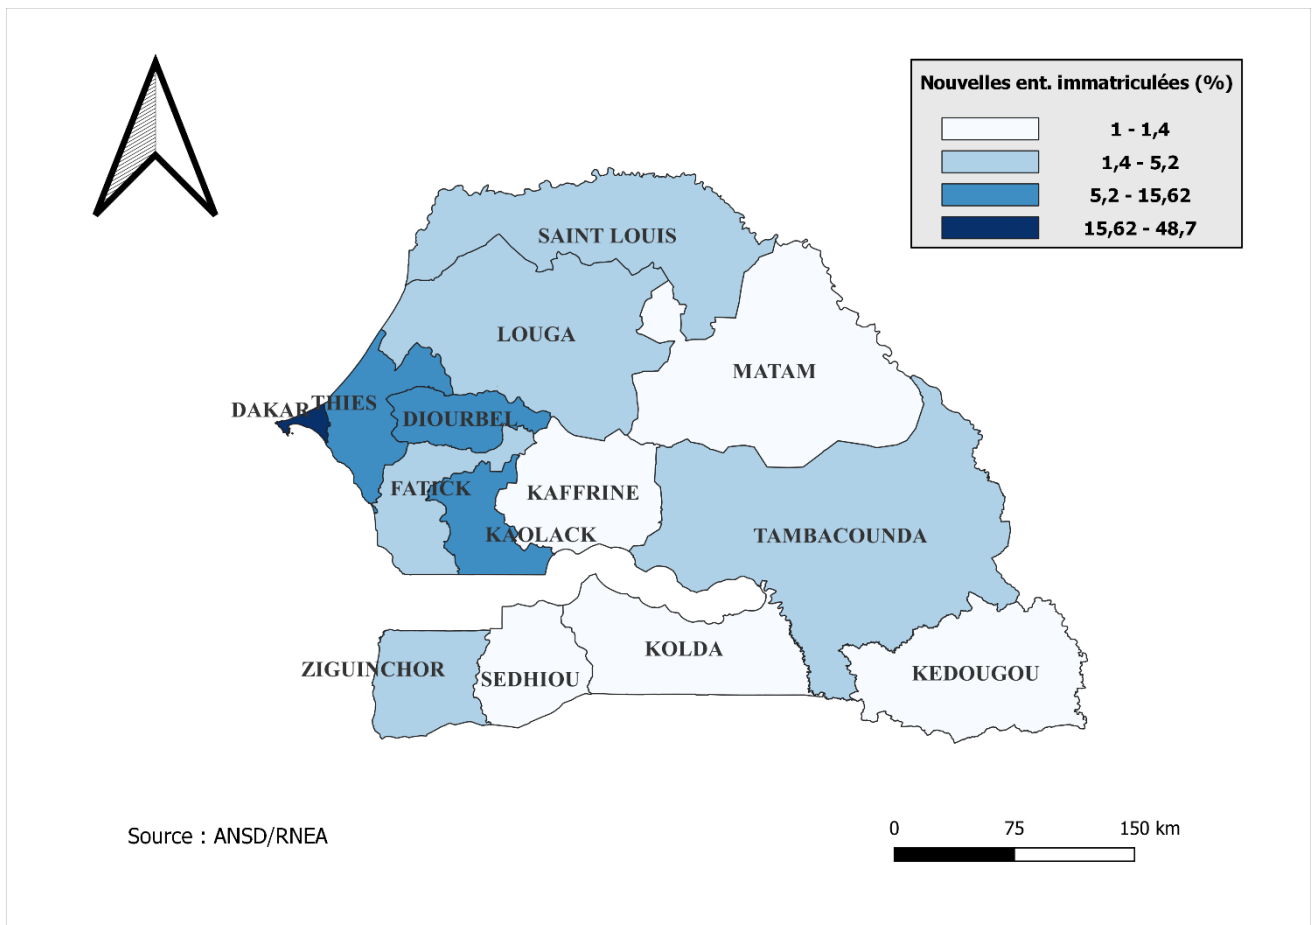 Nouvelles ent. immatriculées (%)
1 - 1,4
1,4 - 5,2
5,2 - 15,62
15,62 - 48,7
SAINT LOUIS
LOUGA
MATAM
DAKAR
THIES
DIOURBEL
FATICK
KAFFRINE
KAOLACK
TAMBACOUNDA
ZIGUINCHOR
SEDHIOU
KOLDA
KEDOUGOU
Source : ANSD/RNEA
0 75 150 km